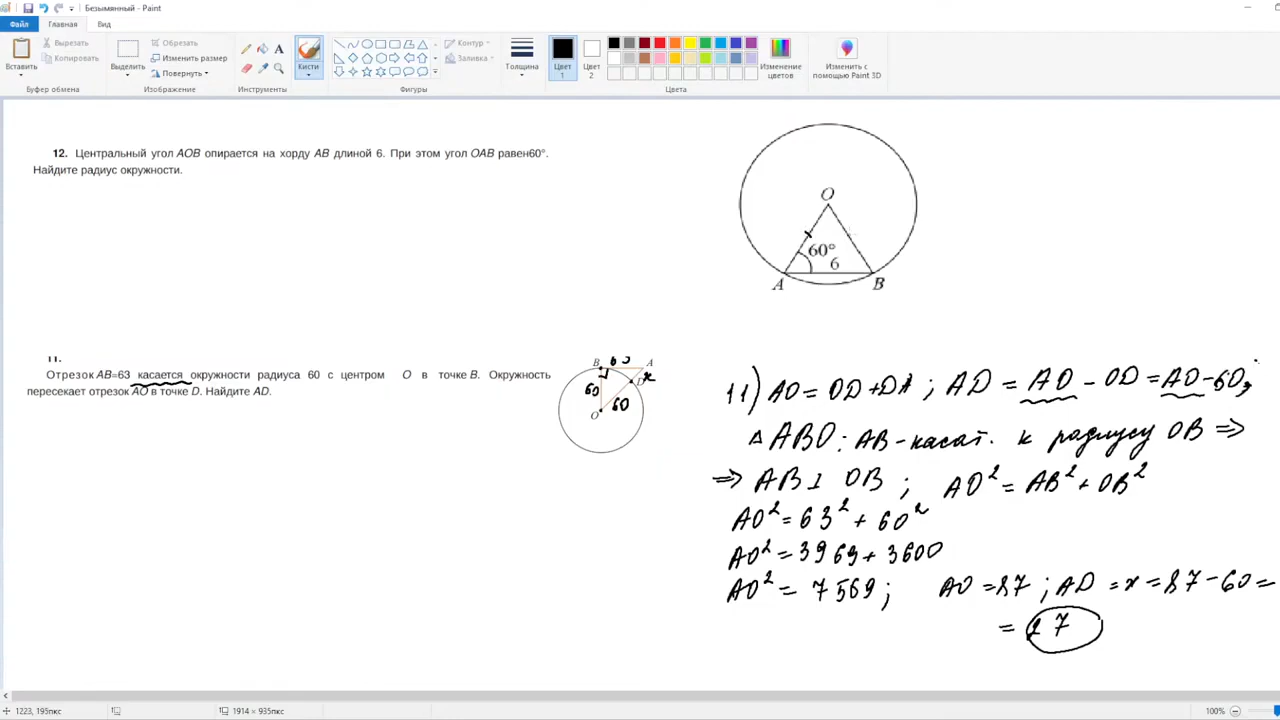 Безымянный - Paint
Файл
Главная
Вид
Вставить
Вырезать
Копировать
Буфер обмена
Выделить
Обрезать
Изменить размер
Повернуть
Изображение
A
Инструменты
Кисти
Контур
Заливка
Фигуры
Толщина
Цвет 1
Цвет 2
Цвета
Изменение цветов
Изменить с помощью Paint 3D
12. Центральный угол AOB опирается на хорду AB длиной 6. При этом угол OAB равен60°.
Найдите радиус окружности.
O
60°
6
A
B
11.
Отрезок AB=63 касается окружности радиуса 60 с центром O в точке B. Окружность
пересекает отрезок AO в точке D. Найдите AD.
B 63 A
60 D x
O 60
11) AO = OD + DA ; AD = AO - OD = AO - 60,
△ ABO : AB - касат. к радиусу OB ⇒
⇒ AB ⊥ OB ; AO² = AB² + OB²
AO² = 63² + 60²
AO² = 3969 + 3600
AO² = 7569 ; AO = 87 ; AD = x = 87 - 60 =
= 27
1223, 195пкс
1914 × 935пкс
100%